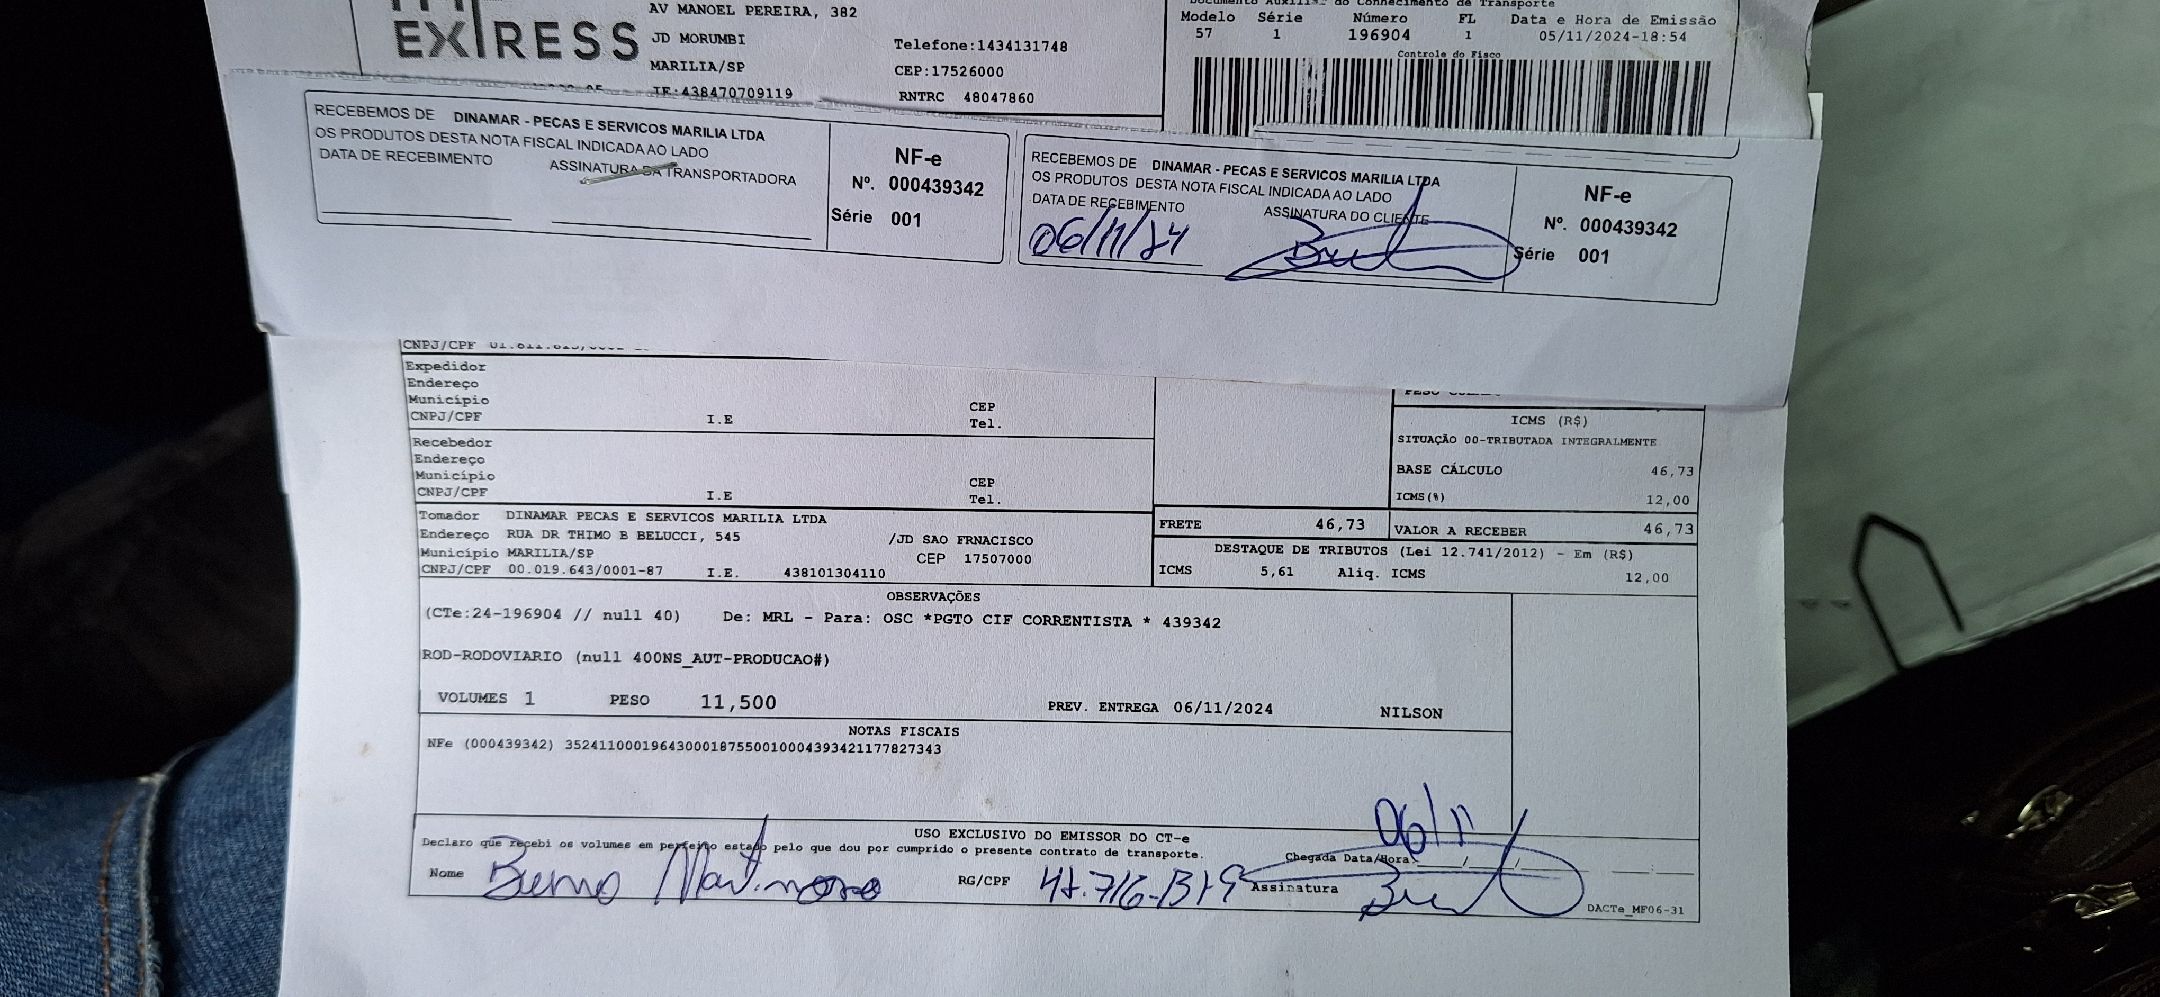 EXPRESS
AV MANOEL PEREIRA, 382
JD MORUMBI
MARILIA/SP
IE:438470709119
Telefone:1434131748
CEP:17526000
RNTRC 48047860
Documento Auxiliar do Conhecimento de Transporte
Modelo Série Número FL Data e Hora de Emissão
57 1 196904 1 05/11/2024-18:54
Controle do Fisco
RECEBEMOS DE DINAMAR - PECAS E SERVICOS MARILIA LTDA
OS PRODUTOS DESTA NOTA FISCAL INDICADA AO LADO
DATA DE RECEBIMENTO ASSINATURA DA TRANSPORTADORA
NF-e
Nº. 000439342
Série 001
RECEBEMOS DE DINAMAR - PECAS E SERVICOS MARILIA LTDA
OS PRODUTOS DESTA NOTA FISCAL INDICADA AO LADO
DATA DE RECEBIMENTO ASSINATURA DO CLIENTE
06/11/24
NF-e
Nº. 000439342
Série 001
CNPJ/CPF
Expedidor
Endereço
Município CEP
CNPJ/CPF I.E Tel.
Recebedor
Endereço
Município CEP
CNPJ/CPF I.E Tel.
ICMS (R$)
SITUAÇÃO 00-TRIBUTADA INTEGRALMENTE
BASE CÁLCULO 46,73
ICMS(%) 12,00
Tomador DINAMAR PECAS E SERVICOS MARILIA LTDA
Endereço RUA DR THIMO B BELUCCI, 545 /JD SAO FRNACISCO
Município MARILIA/SP CEP 17507000
CNPJ/CPF 00.019.643/0001-87 I.E. 438101304110
FRETE 46,73 VALOR A RECEBER 46,73
DESTAQUE DE TRIBUTOS (Lei 12.741/2012) - Em (R$)
ICMS 5,61 Aliq. ICMS 12,00
OBSERVAÇÕES
(CTe:24-196904 // null 40) De: MRL - Para: OSC *PGTO CIF CORRENTISTA * 439342
ROD-RODOVIARIO (null 400NS_AUT-PRODUCAO#)
VOLUMES 1 PESO 11,500 PREV. ENTREGA 06/11/2024 NILSON
NOTAS FISCAIS
NFe (000439342) 35241100019643000187550010004393421177827343
USO EXCLUSIVO DO EMISSOR DO CT-e
Declaro que recebi os volumes em perfeito estado pelo que dou por cumprido o presente contrato de transporte.
06/11
Chegada Data/Hora: / /
Nome RG/CPF Assinatura
DACTe_MF06-31